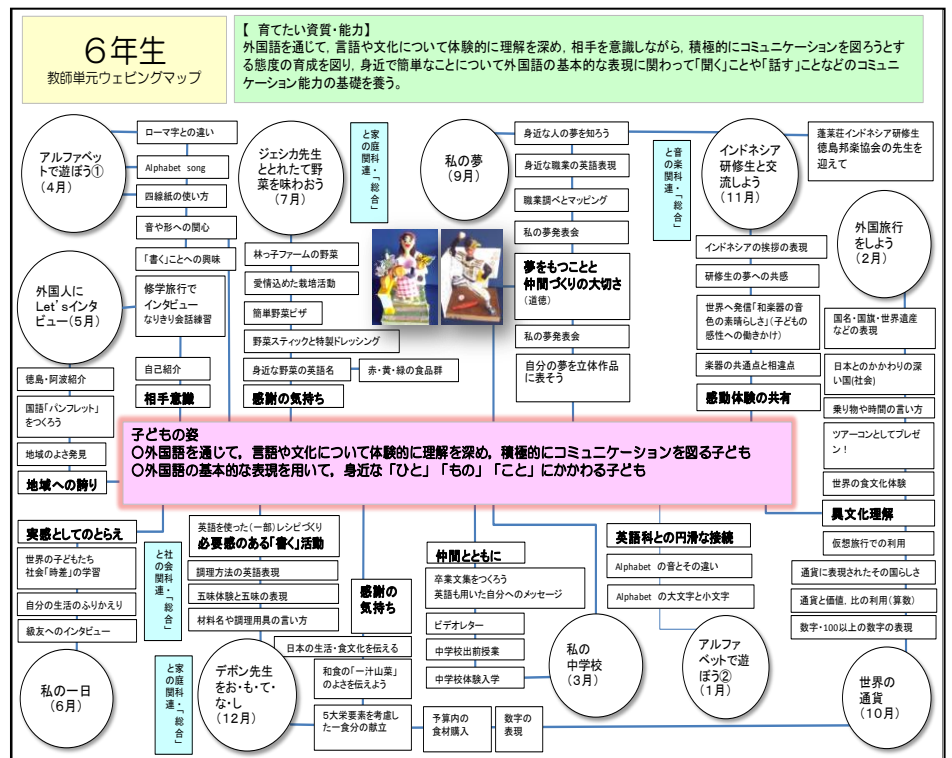 6年生
教師単元ウェビングマップ
【 育てたい資質・能力】
外国語を通じて，言語や文化について体験的に理解を深め，相手を意識しながら，積極的にコミュニケーションを図ろうとす
る態度の育成を図り，身近で簡単なことについて外国語の基本的な表現に関わって「聞く」ことや「話す」ことなどのコミュニ
ケーション能力の基礎を養う。
アルファベッ
トで遊ぼう①
（4月）
ローマ字との違い
Alphabet song
四線紙の使い方
音や形への関心
「書く」ことへの興味
外国人に
Let'sインタ
ビュー（5月）
修学旅行で
インタビュー
なりきり会話練習
自己紹介
相手意識
徳島・阿波紹介
国語「パンフレット」
をつくろう
地域のよさ発見
地域への誇り
ジェシカ先生
ととれたて野
菜を味わおう
（7月）
家庭科・「総合」
との関連
林っ子ファームの野菜
愛情込めた栽培活動
簡単野菜ピザ
野菜スティックと特製ドレッシング
身近な野菜の英語名
赤・黄・緑の食品群
感謝の気持ち
私の夢
（9月）
身近な人の夢を知ろう
身近な職業の英語表現
職業調べとマッピング
私の夢発表会
夢をもつことと
仲間づくりの大切さ
（道徳）
私の夢発表会
自分の夢を立体作品
に表そう
音楽科・「総合」
との関連
インドネシア
研修生と交
流しよう
（11月）
蓬莱荘インドネシア研修生
徳島邦楽協会の先生を
迎えて
インドネシアの挨拶の表現
研修生の夢への共感
世界へ発信「和楽器の音
色の素晴らしさ」（子どもの
感性への働きかけ）
楽器の共通点と相違点
感動体験の共有
外国旅行
をしよう
（2月）
国名・国旗・世界遺産
などの表現
日本とのかかわりの深
い国(社会)
乗り物や時間の言い方
ツアーコンとしてプレゼ
ン！
世界の食文化体験
異文化理解
子どもの姿
○外国語を通じて，言語や文化について体験的に理解を深め，積極的にコミュニケーションを図る子ども
○外国語の基本的な表現を用いて，身近な「ひと」「もの」「こと」にかかわる子ども
実感としてのとらえ
世界の子どもたち
社会「時差」の学習
自分の生活のふりかえり
級友へのインタビュー
私の一日
（6月）
社会科・「総合」
との関連
英語を使った（一部）レシピづくり
必要感のある「書く」活動
調理方法の英語表現
五味体験と五味の表現
材料名や調理用具の言い方
家庭科・「総合」
との関連
デボン先生
をお・も・て・
な・し
（12月）
感謝の
気持ち
日本の生活・食文化を伝える
和食の「一汁山菜」
のよさを伝えよう
5大栄要素を考慮し
た一食分の献立
予算内の
食材購入
数字の
表現
仲間とともに
卒業文集をつくろう
英語も用いた自分へのメッセージ
ビデオレター
中学校出前授業
中学校体験入学
私の
中学校
（3月）
英語科との円滑な接続
Alphabet の音とその違い
Alphabet の大文字と小文字
アルファ
ベットで遊
ぼう②
（1月）
仮想旅行での利用
通貨に表現されたその国らしさ
通貨と価値，比の利用（算数）
数字・100以上の数字の表現
世界の
通貨
（10月）